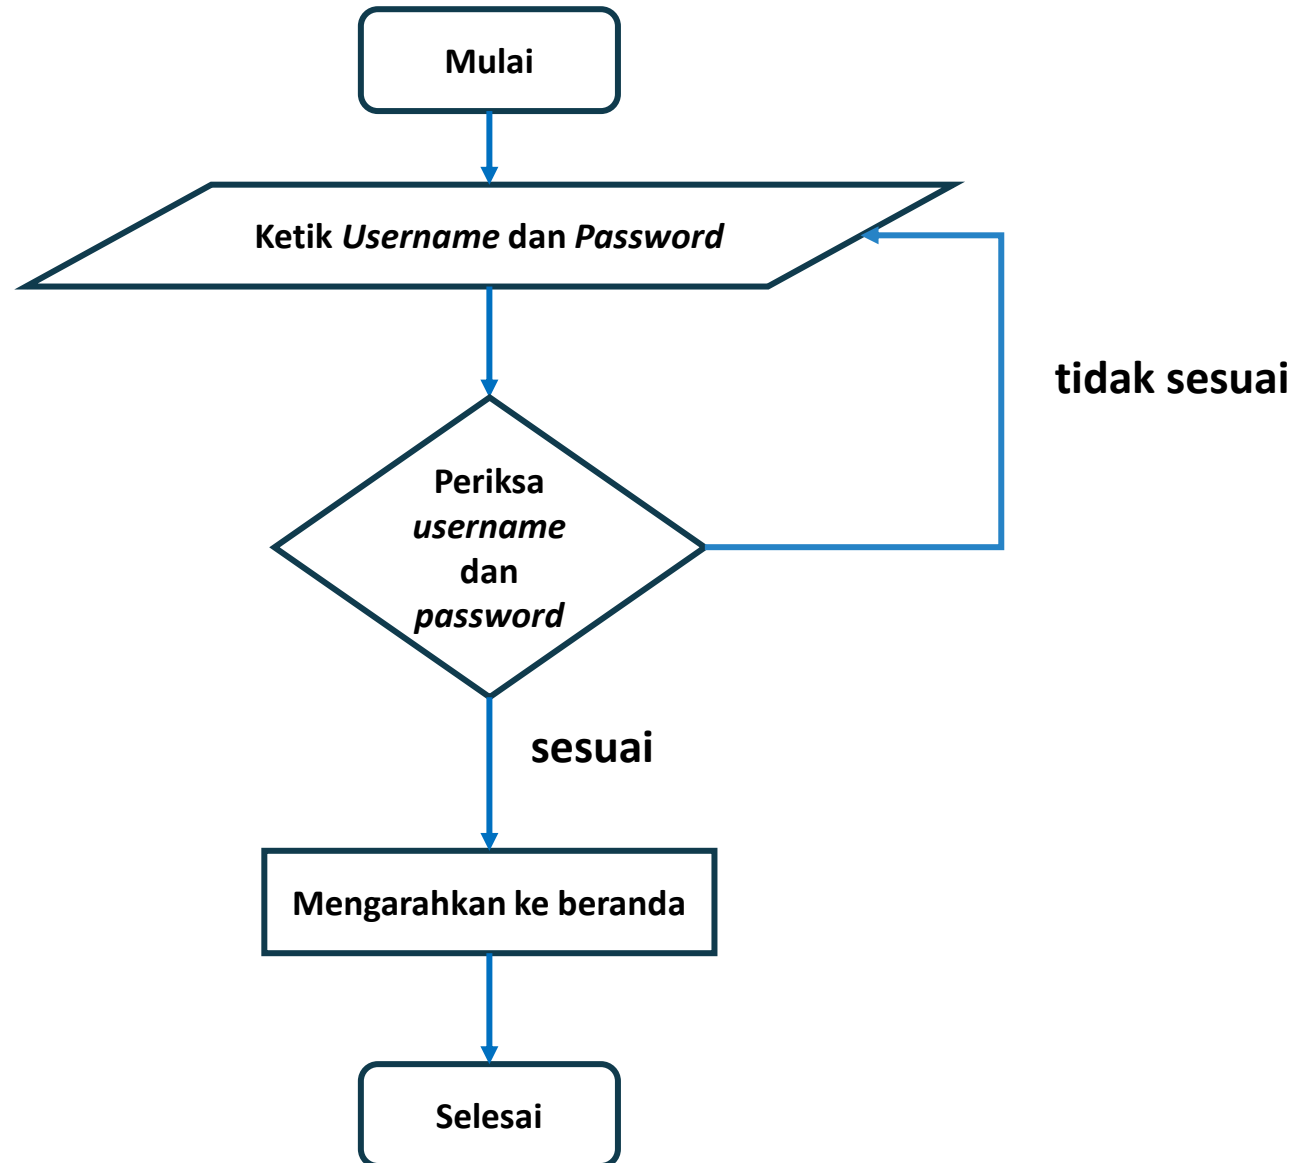 Mulai
Ketik Username dan Password
tidak sesuai
Periksa
username
dan
password
sesuai
Mengarahkan ke beranda
Selesai